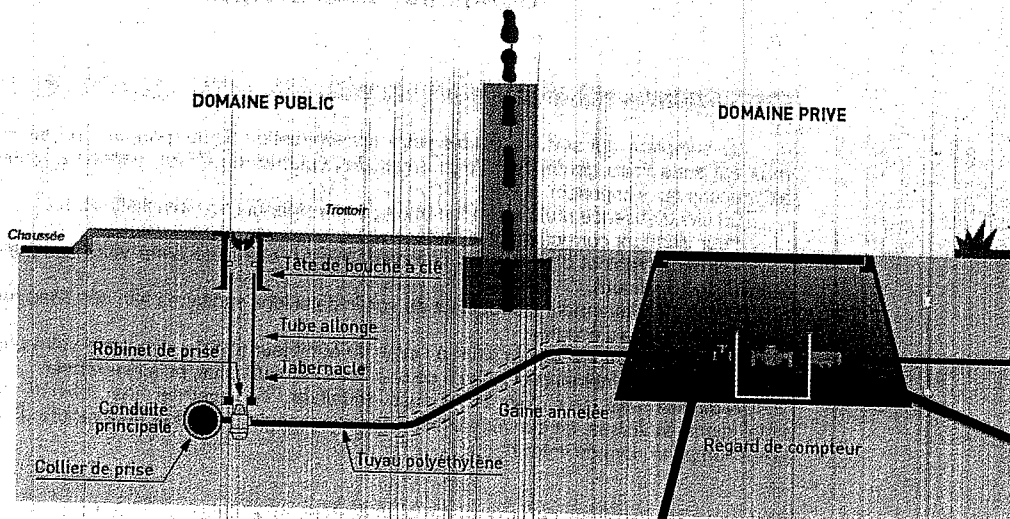 DOMAINE PUBLIC
DOMAINE PRIVE
Trottoir
Chaussée
Tête de bouche à clé
Tube allonge
Robinet de prise
Tabernacle
Conduite
principale
Gaine annelée
Collier de prise
Tuyau polyéthylène
Regard de compteur